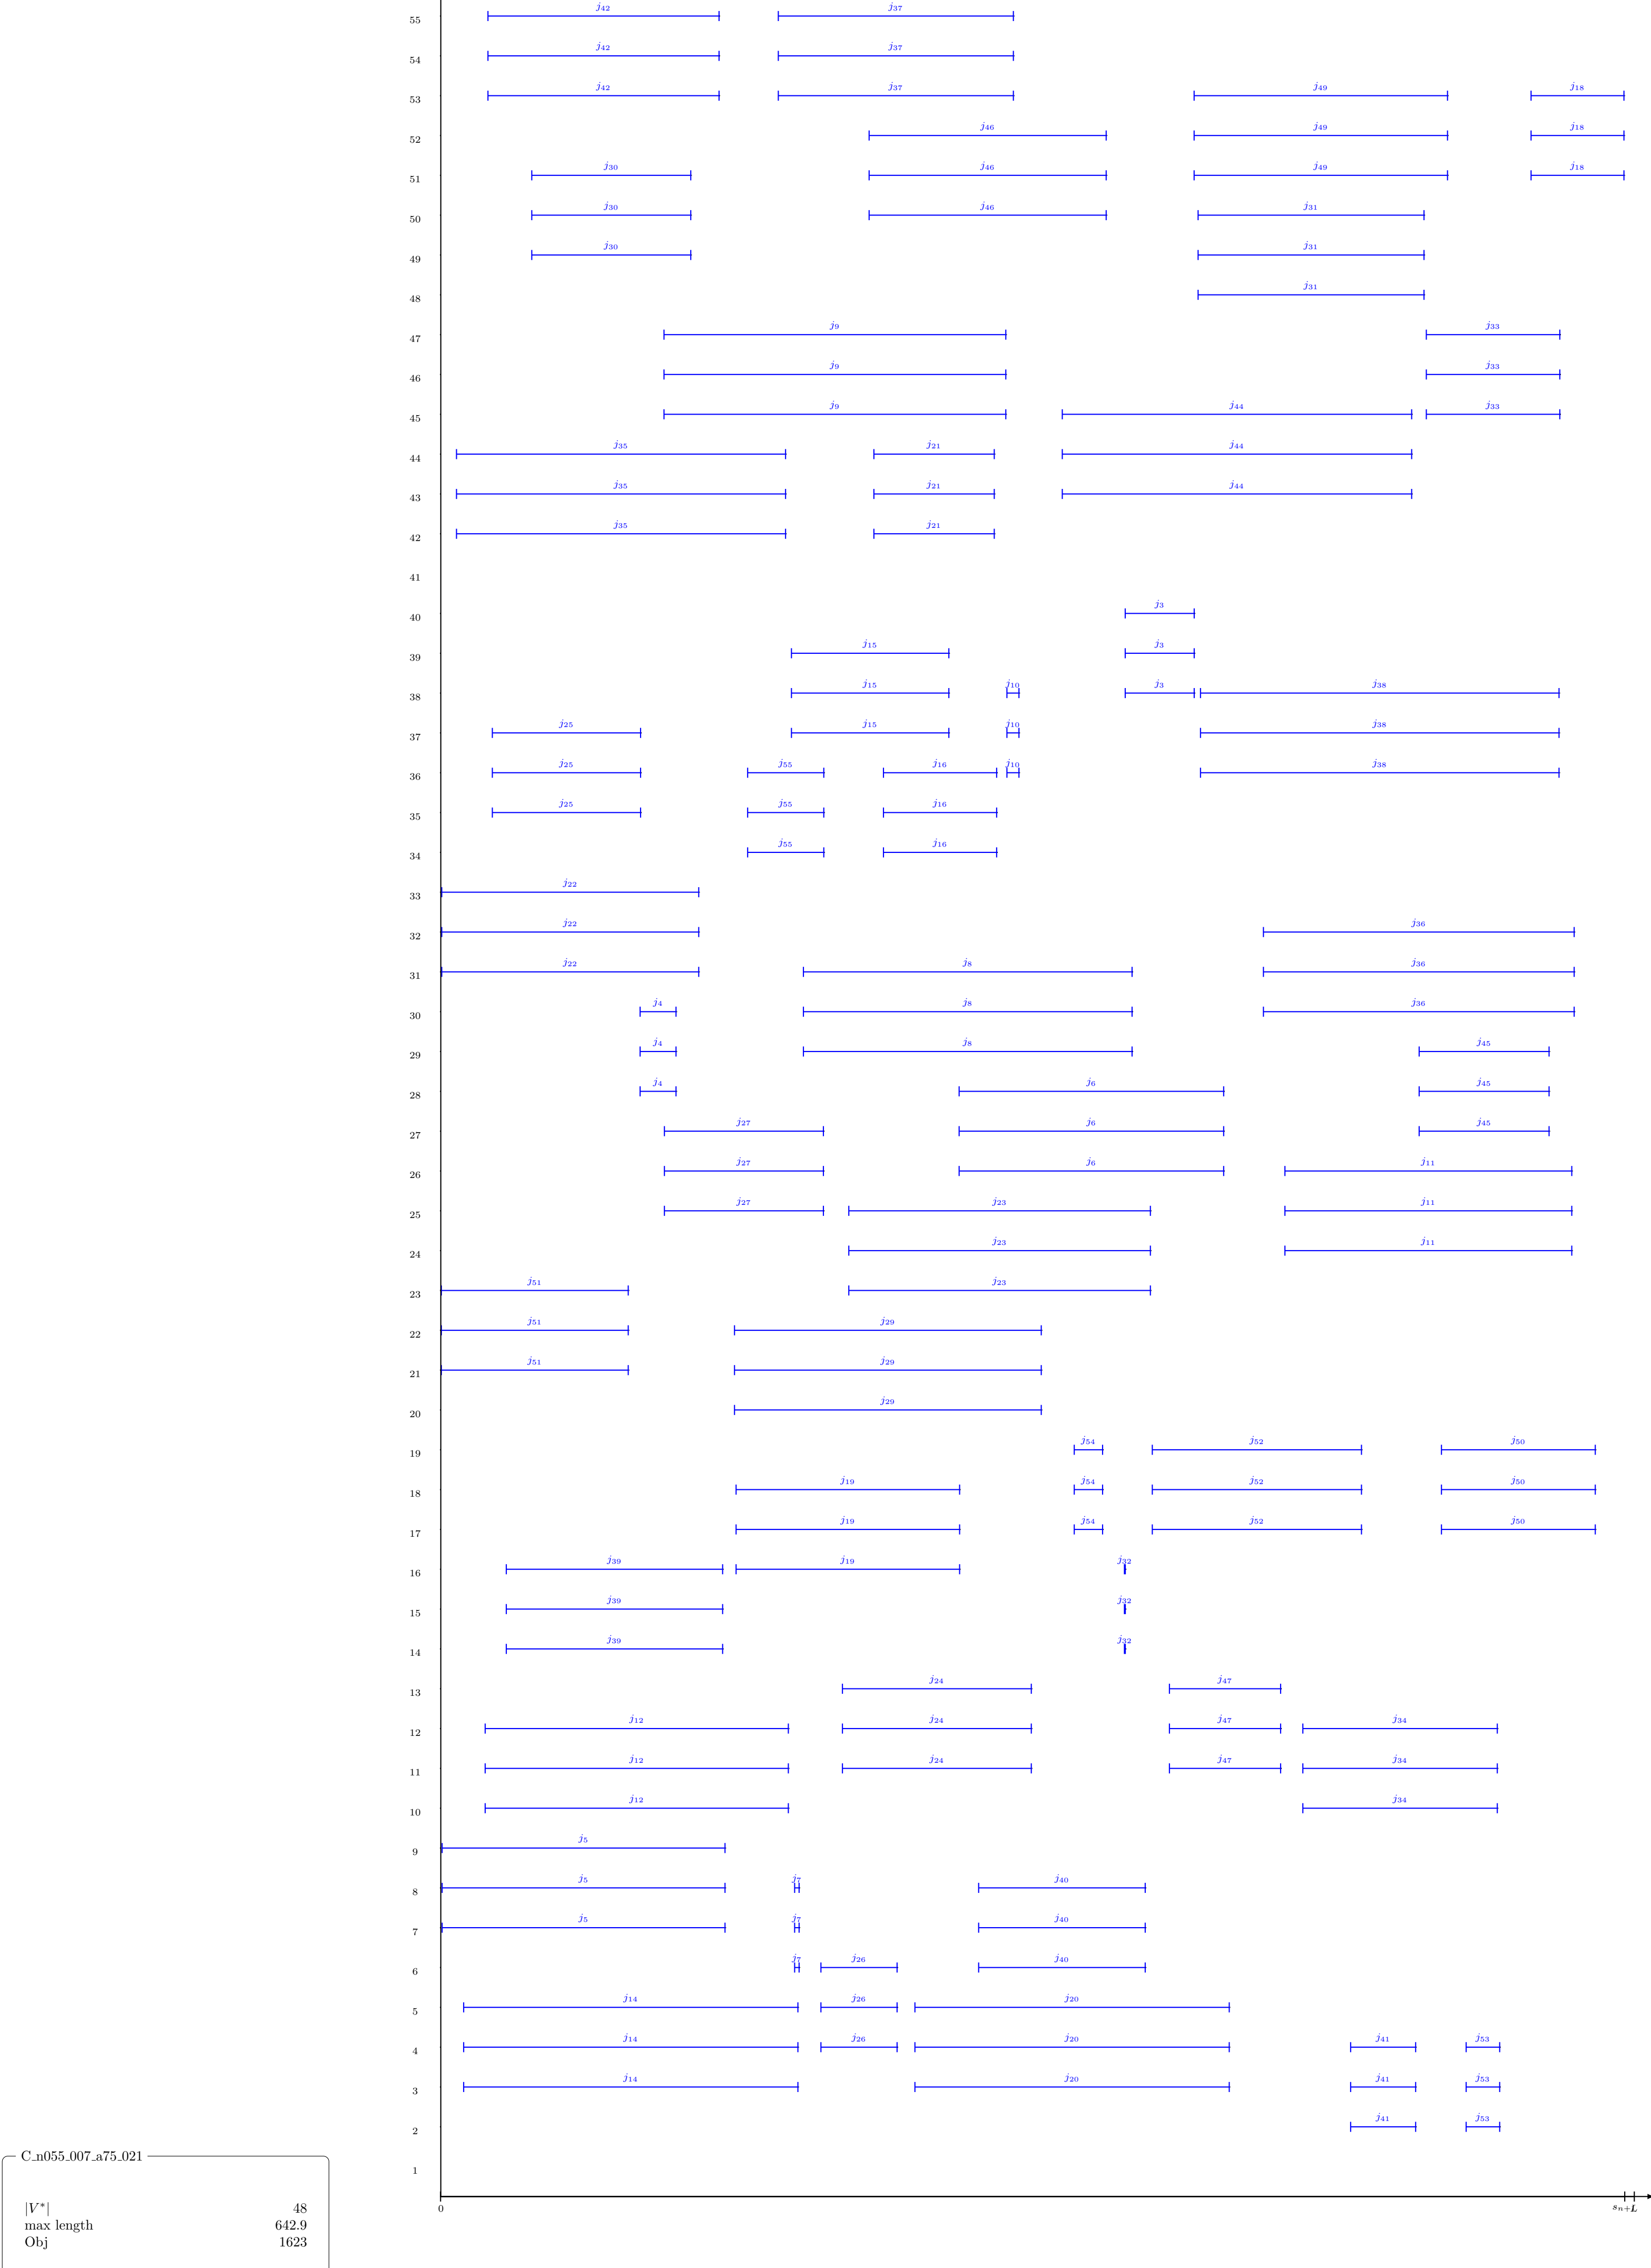 j42 j37
55
j42 j37
54
j42 j37 j49 j18
53
j46 j49 j18
52
j30 j46 j49 j18
51
j30 j46 j31
50
j30 j31
49
j31
48
j9 j33
47
j9 j33
46
j9 j44 j33
45
j35 j21 j44
44
j35 j21 j44
43
j35 j21
42
41
j3
40
j15 j3
39
j15 j10 j3 j38
38
j25 j15 j10 j38
37
j25 j55 j16 j10 j38
36
j25 j55 j16
35
j55 j16
34
j22
33
j22 j36
32
j22 j8 j36
31
j4 j8 j36
30
j4 j8 j45
29
j4 j6 j45
28
j27 j6 j45
27
j27 j6 j11
26
j27 j23 j11
25
j23 j11
24
j51 j23
23
j51 j29
22
j51 j29
21
j29
20
j54 j52 j50
19
j19 j54 j52 j50
18
j19 j54 j52 j50
17
j39 j19 j32
16
j39 j32
15
j39 j32
14
j24 j47
13
j12 j24 j47 j34
12
j12 j24 j47 j34
11
j12 j34
10
j5
9
j5 j7 j40
8
j5 j7 j40
7
j7 j26 j40
6
j14 j26 j20
5
j14 j26 j20 j41 j53
4
j14 j20 j41 j53
3
j41 j53
2
1
0 sn+L
C_n055_007_a75_021
|V*| 48
max length 642.9
Obj 1623